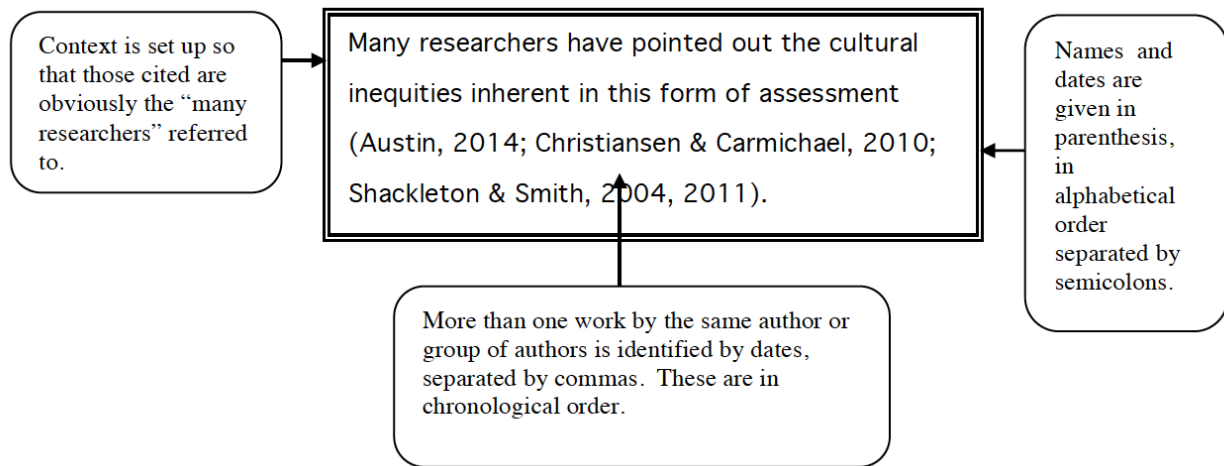 Context is set up so
that those cited are
obviously the “many
researchers” referred
to.
Many researchers have pointed out the cultural
inequities inherent in this form of assessment
(Austin, 2014; Christiansen & Carmichael, 2010;
Shackleton & Smith, 2004, 2011).
Names and
dates are
given in
parenthesis,
in
alphabetical
order
separated by
semicolons.
More than one work by the same author or
group of authors is identified by dates,
separated by commas. These are in
chronological order.